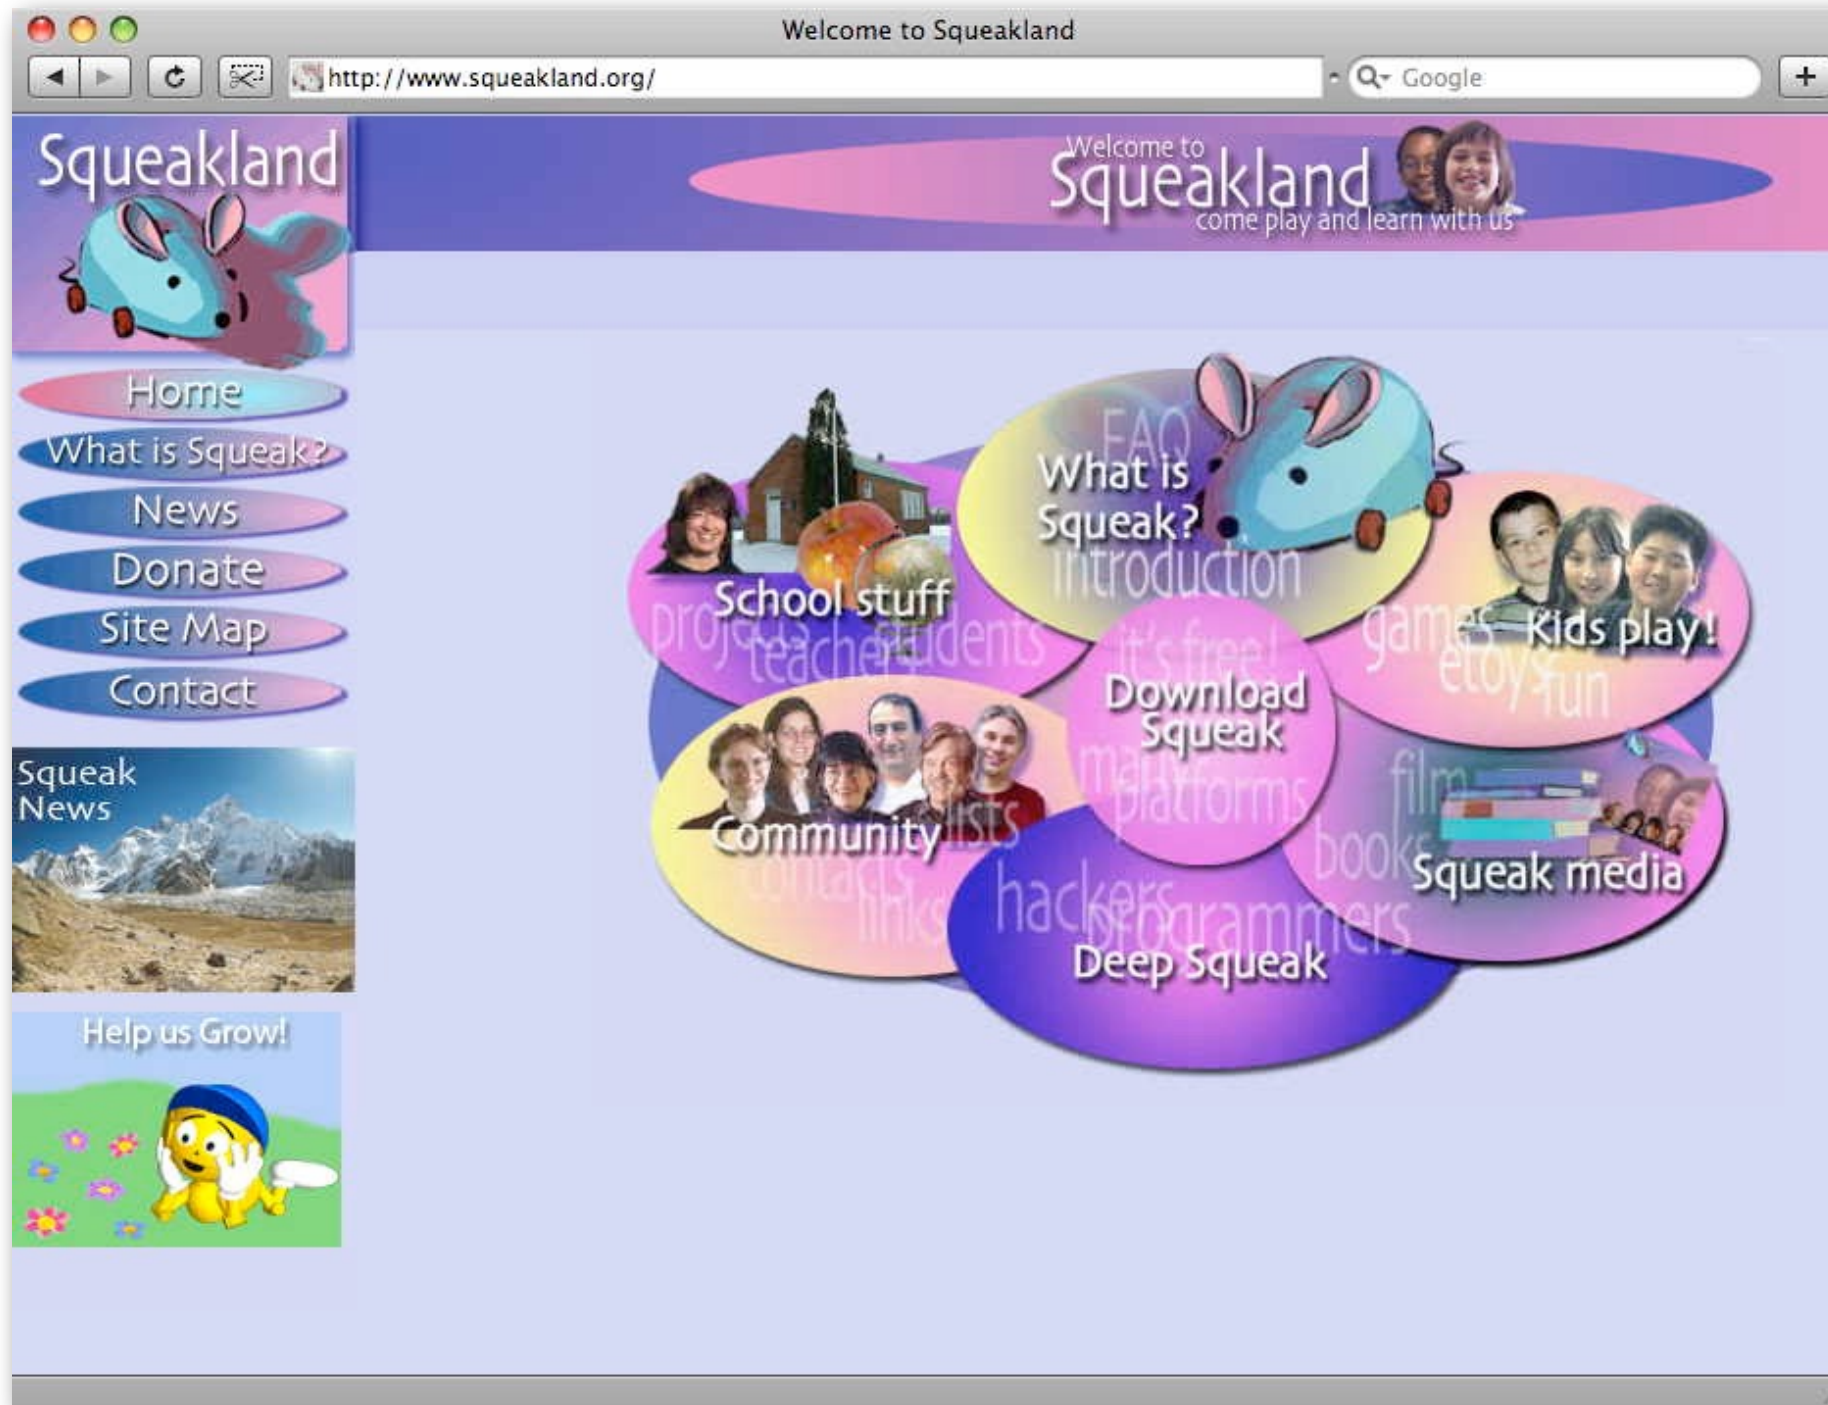 Welcome to Squeakland
http://www.squeakland.org/
Google
Squeakland
Welcome to
Squeakland
come play and learn with us
Home
What is Squeak?
News
Donate
Site Map
Contact
Squeak
News
Help us Grow!
FAQ
What is
Squeak?
introduction
School stuff
projects
teachers
students
games
Kids play!
etoys
fun
it's free!
Download
Squeak
many
platforms
Community
lists
contacts
links
film
books
Squeak media
hackers
programmers
Deep Squeak